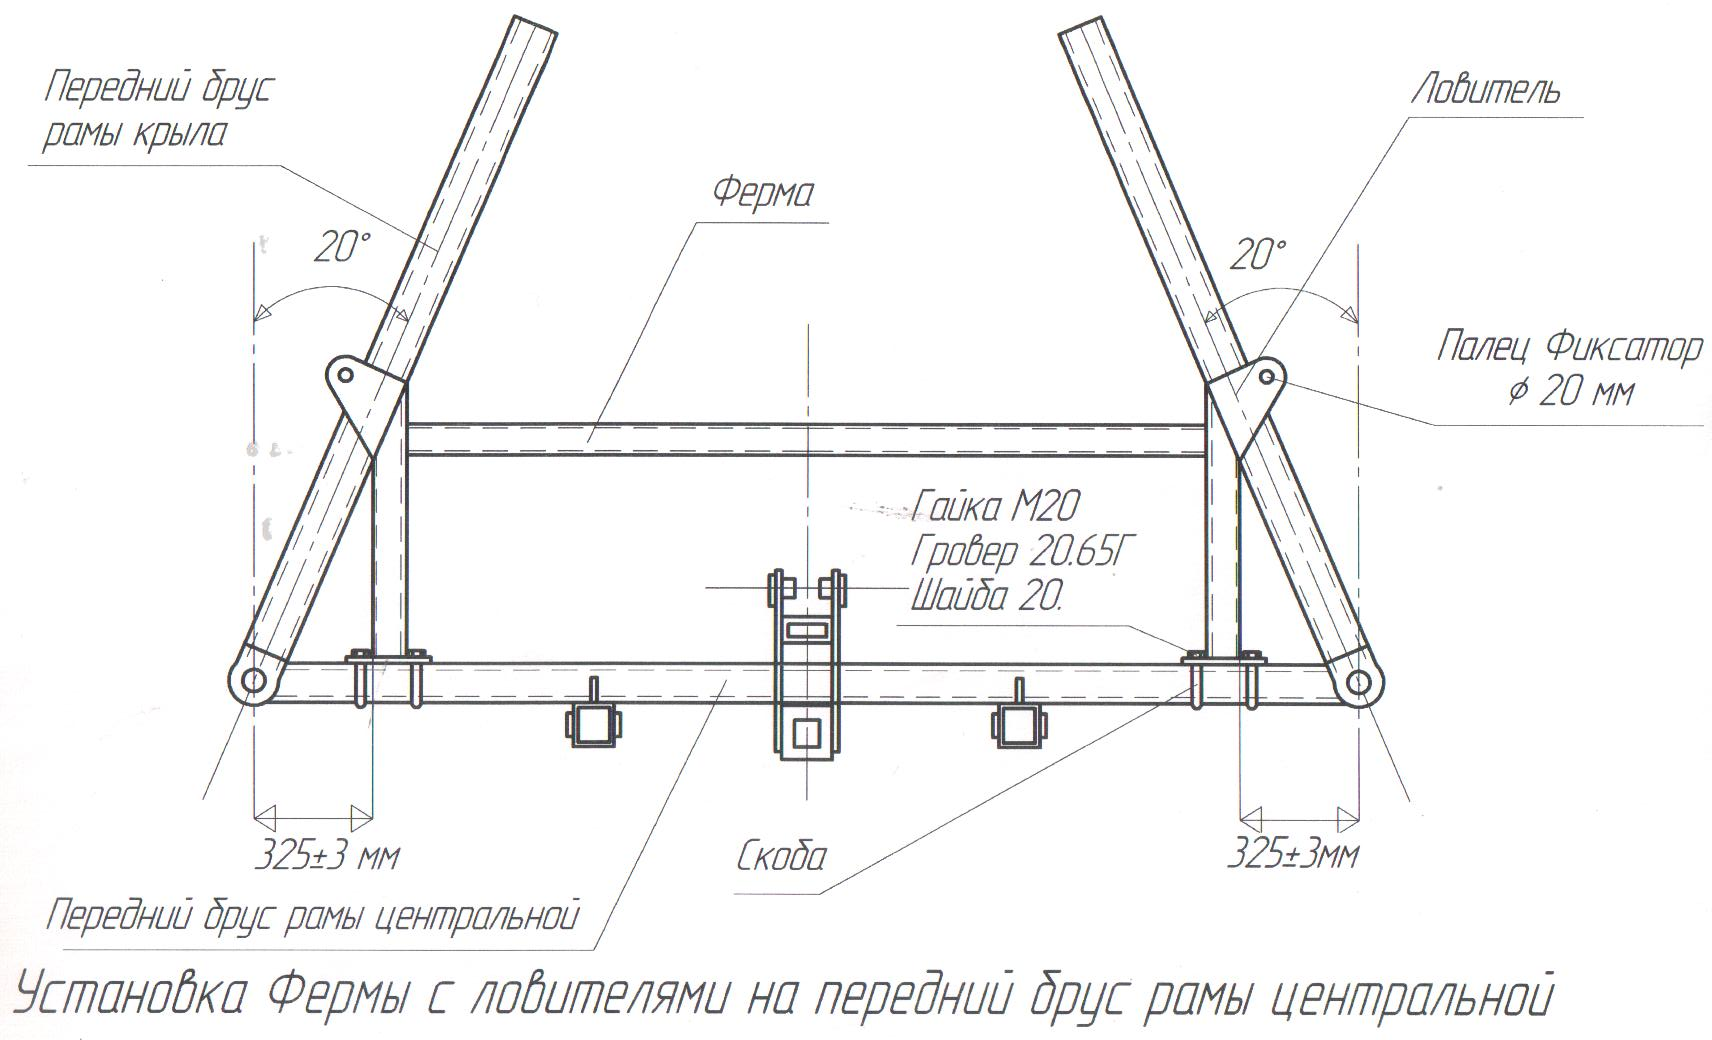 Передний брус
рамы крыла
Ловитель
Ферма
20°
20°
Палец Фиксатор
ϕ 20 мм
Гайка М20
Гровер 20.65Г
Шайба 20.
325±3 мм
Скоба
325±3мм
Передний брус рамы центральной
Установка Фермы с ловителями на передний брус рамы центральной